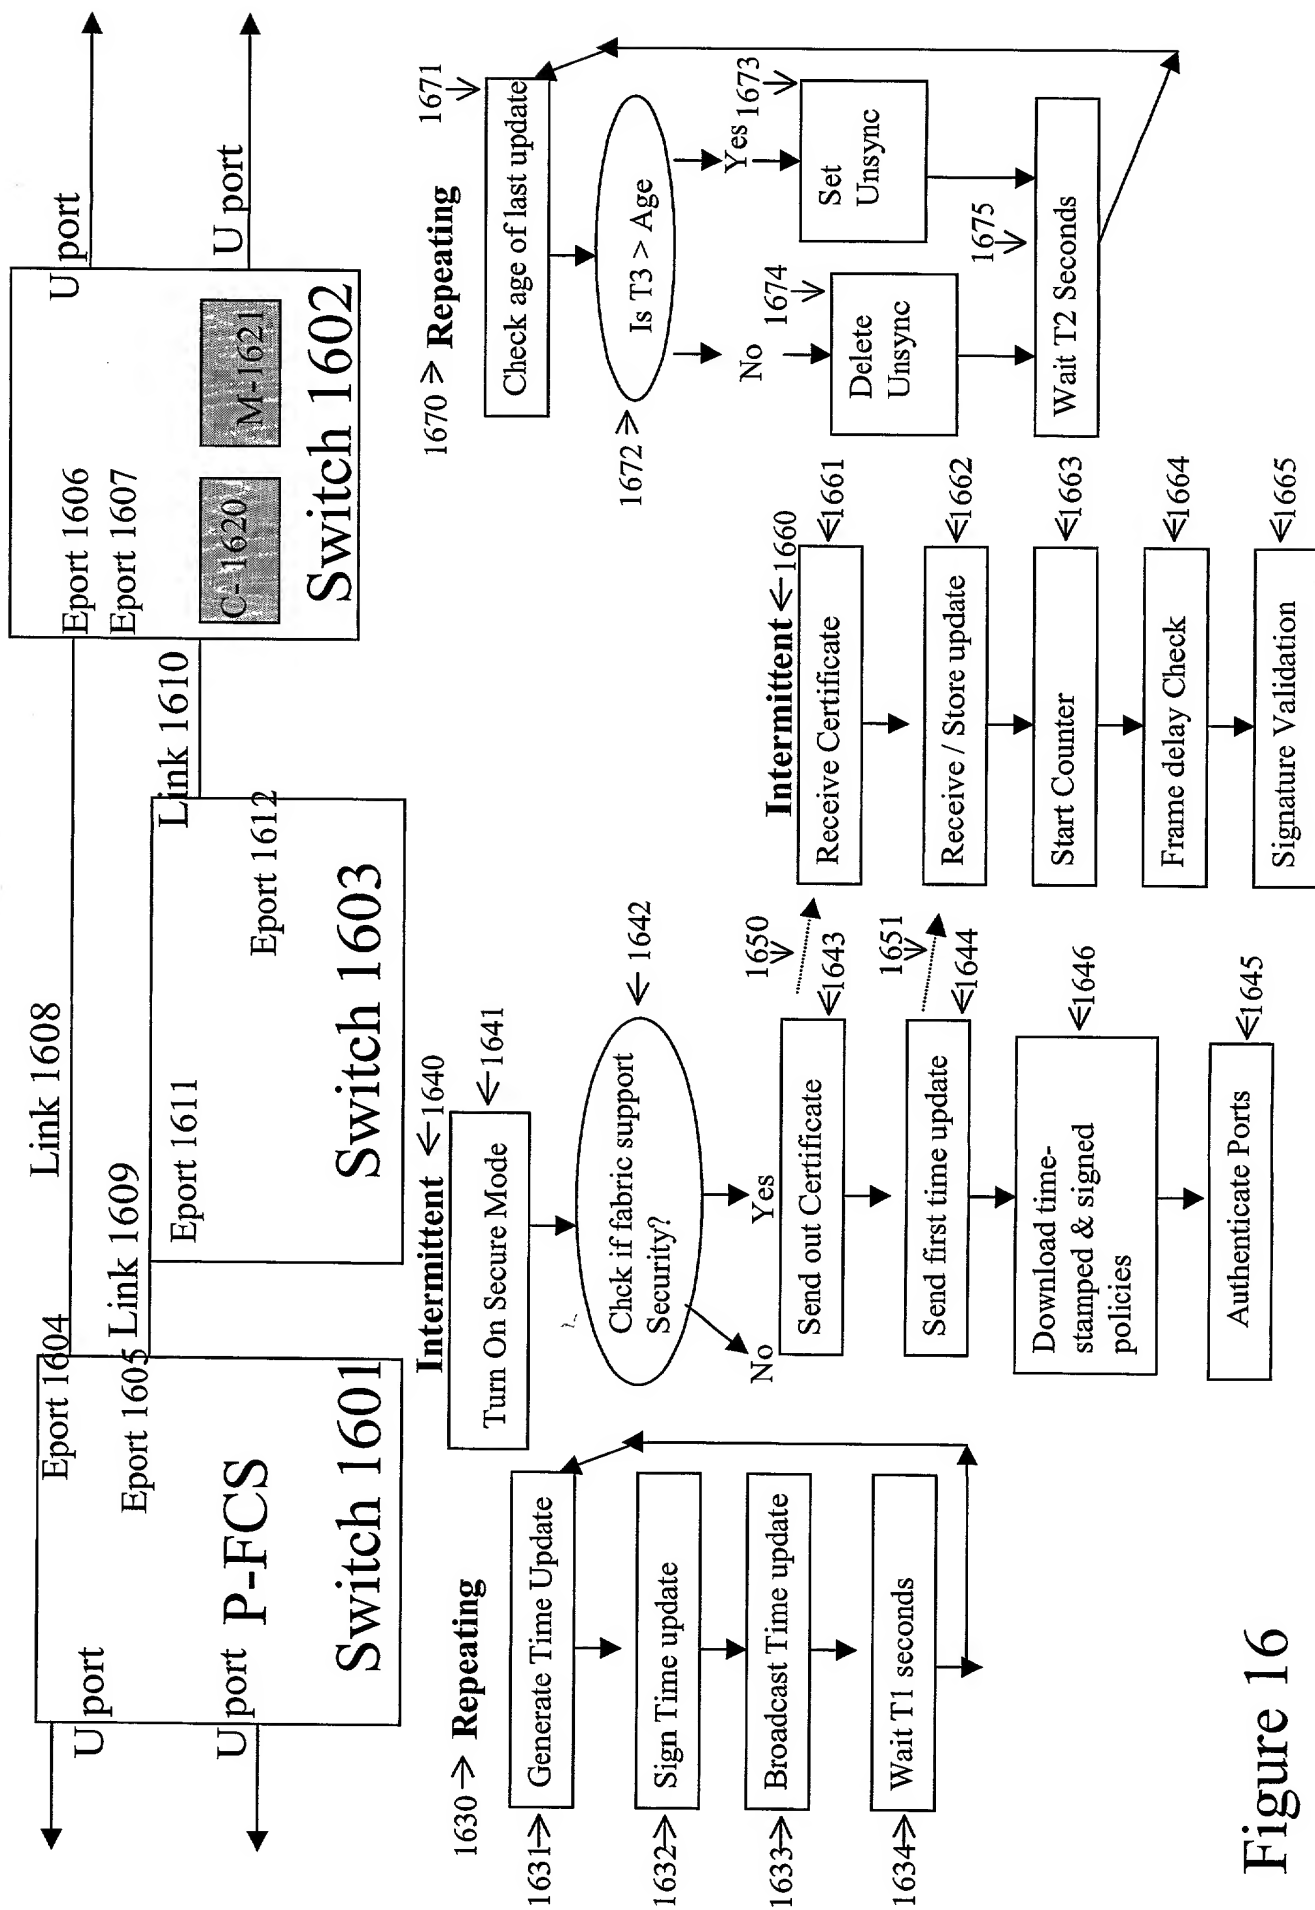 U port
U port P-FCS
Eport 1604
Eport 1605
Switch 1601
Link 1608
Link 1609
Eport 1611
Eport 1612
Switch 1603
Link 1610
Eport 1606
Eport 1607
C-1620
M-1621
Switch 1602
U port
U port
1630 -> Repeating
1631->
Generate Time Update
1632->
Sign Time update
1633->
Broadcast Time update
1634->
Wait T1 seconds
Intermittent <- 1640
Turn On Secure Mode
<- 1641
Chck if fabric support
Security?
<- 1642
No
Yes
Send out Certificate
<-1643
1650
Send first time update
<-1644
1651
Download time-
stamped & signed
policies
<-1646
Authenticate Ports
<-1645
Intermittent <- 1660
Receive Certificate
<-1661
Receive / Store update
<-1662
Start Counter
<-1663
Frame delay Check
<-1664
Signature Validation
<-1665
1670 > Repeating
1671
Check age of last update
1672 >
Is T3 > Age
No
Yes
1674
1673
Delete
Unsync
Set
Unsync
1675
Wait T2 Seconds
Figure 16